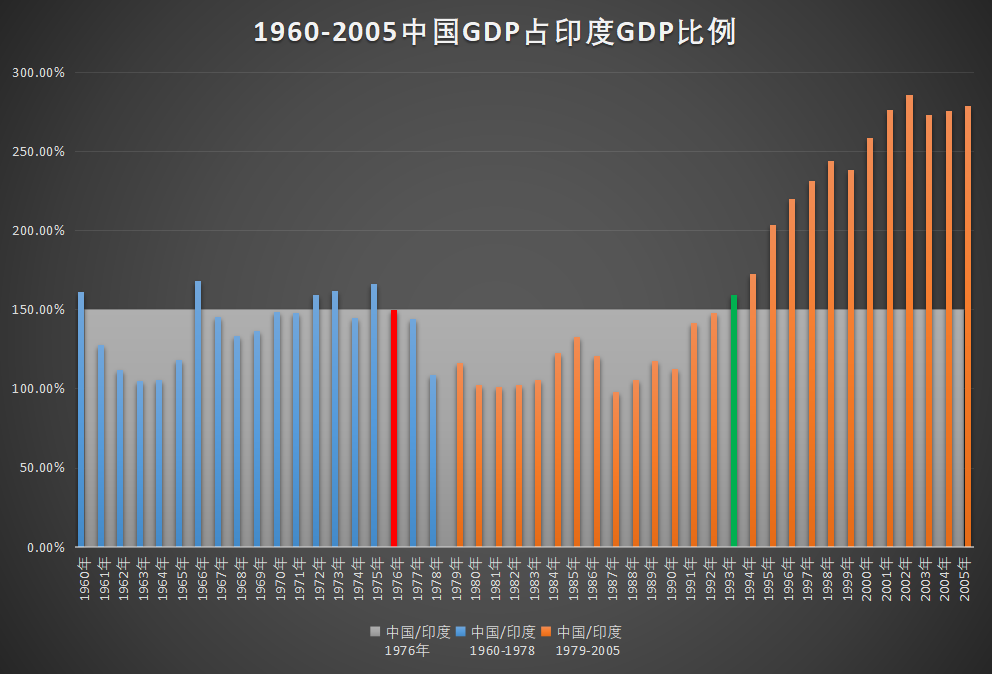 1960-2005中国GDP占印度GDP比例
300.00%
250.00%
200.00%
150.00%
100.00%
50.00%
0.00%
1960年
1961年
1962年
1963年
1964年
1965年
1966年
1967年
1968年
1969年
1970年
1971年
1972年
1973年
1974年
1975年
1976年
1977年
1978年
1979年
1980年
1981年
1982年
1983年
1984年
1985年
1986年
1987年
1988年
1989年
1990年
1991年
1992年
1993年
1994年
1995年
1996年
1997年
1998年
1999年
2000年
2001年
2002年
2003年
2004年
2005年
中国/印度
1976年
中国/印度
1960-1978
中国/印度
1979-2005